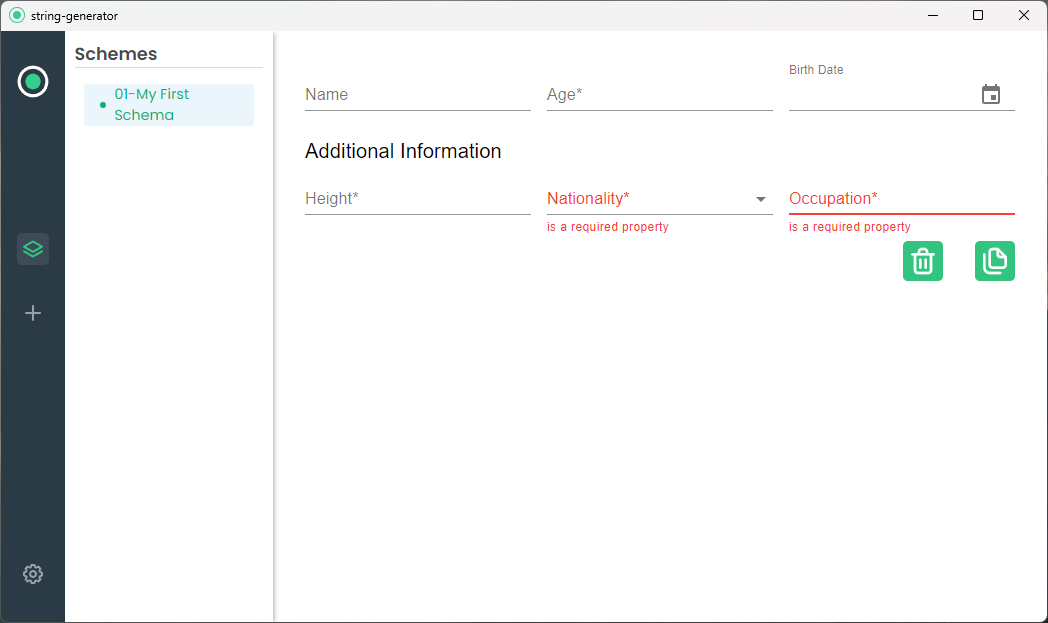 string-generator
Schemes
01-My First
Schema
Birth Date
Name
Age*
Additional Information
Height*
Nationality*
Occupation*
is a required property
is a required property